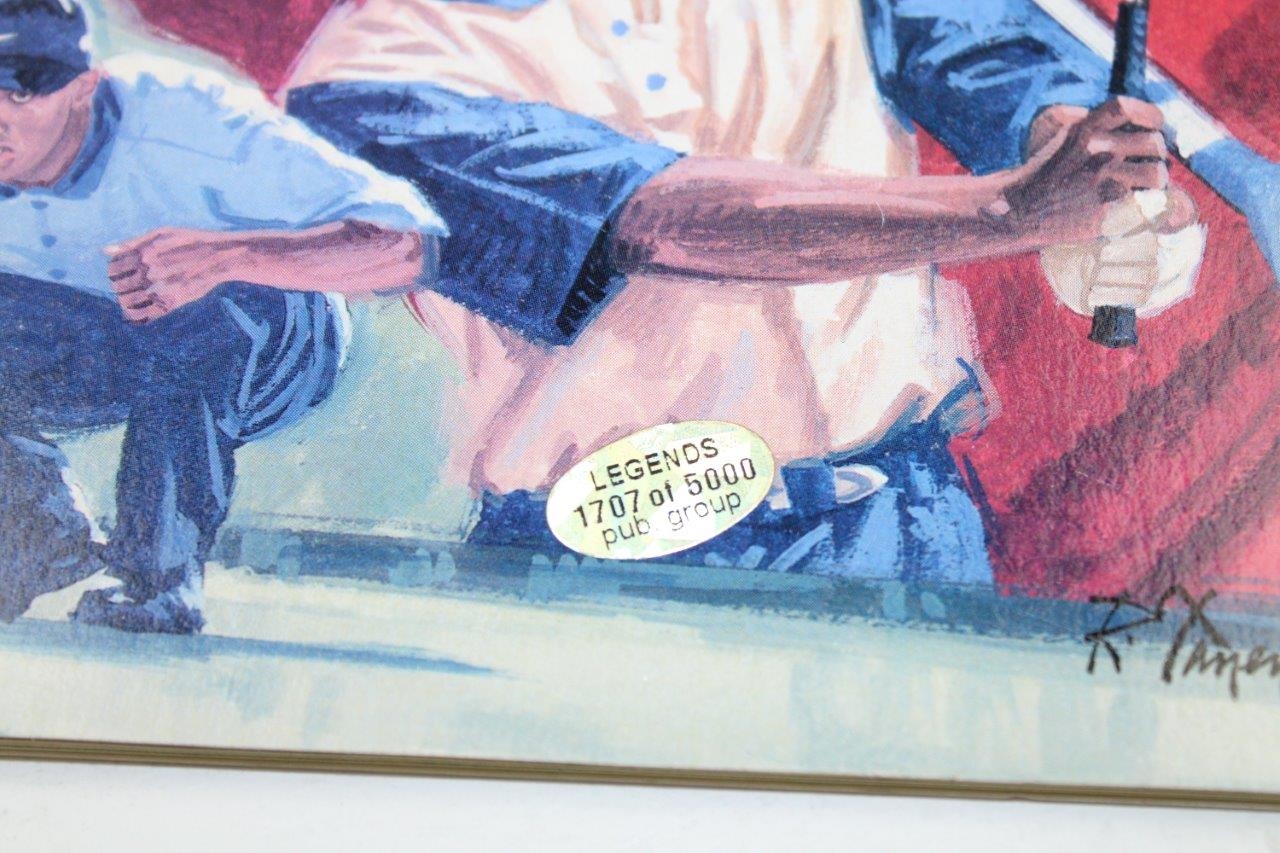 LEGENDS
1707 of 5000
pub. group
R.